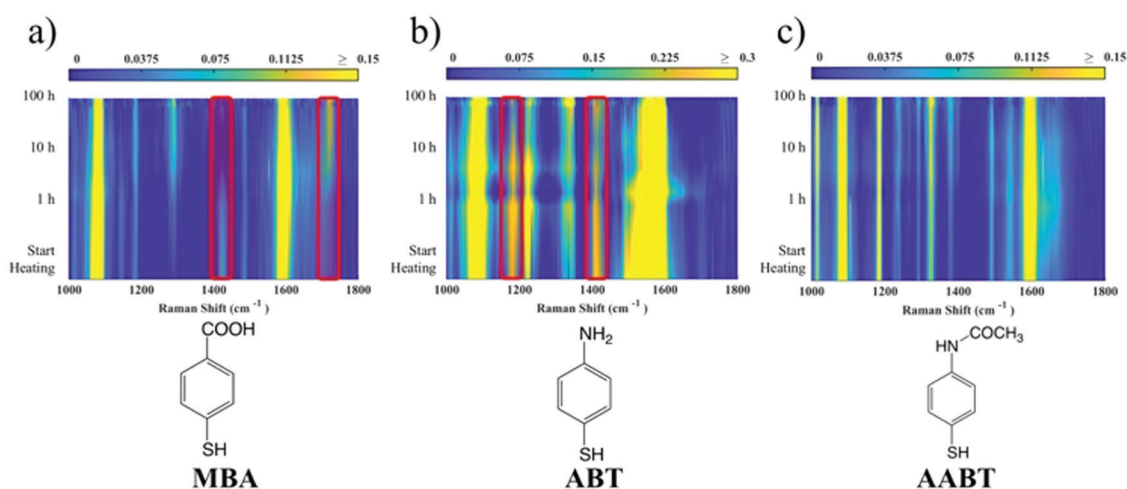 a)
0 0.0375 0.075 0.1125 ≥ 0.15
100 h
10 h
1 h
Start
Heating
1000 1200 1400 1600 1800
Raman Shift (cm⁻¹ )
COOH
SH
MBA
b)
0 0.075 0.15 0.225 ≥ 0.3
100 h
10 h
1 h
Start
Heating
1000 1200 1400 1600 1800
Raman Shift (cm⁻¹ )
NH₂
SH
ABT
c)
0 0.0375 0.075 0.1125 ≥ 0.15
100 h
10 h
1 h
Start
Heating
1000 1200 1400 1600 1800
Raman Shift (cm⁻¹ )
COCH₃
HN
SH
AABT